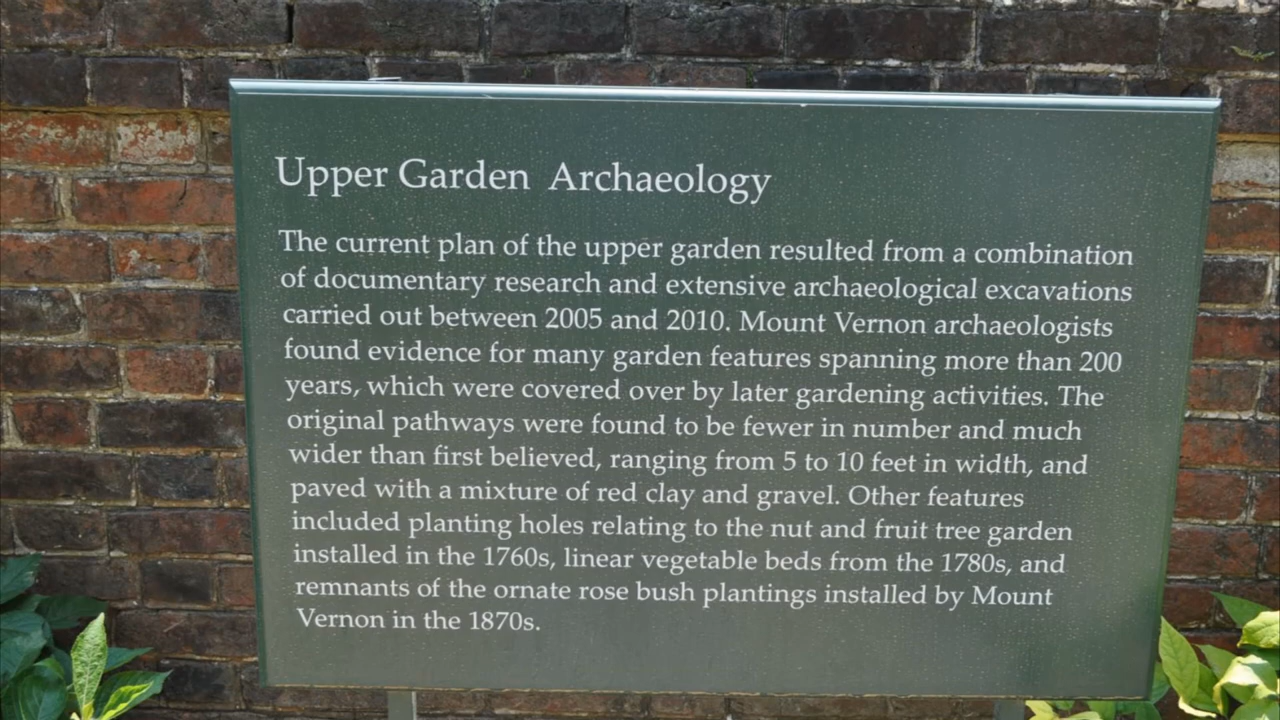 Upper Garden Archaeology
The current plan of the upper garden resulted from a combination
of documentary research and extensive archaeological excavations
carried out between 2005 and 2010. Mount Vernon archaeologists
found evidence for many garden features spanning more than 200
years, which were covered over by later gardening activities. The
original pathways were found to be fewer in number and much
wider than first believed, ranging from 5 to 10 feet in width, and
paved with a mixture of red clay and gravel. Other features
included planting holes relating to the nut and fruit tree garden
installed in the 1760s, linear vegetable beds from the 1780s, and
remnants of the ornate rose bush plantings installed by Mount
Vernon in the 1870s.